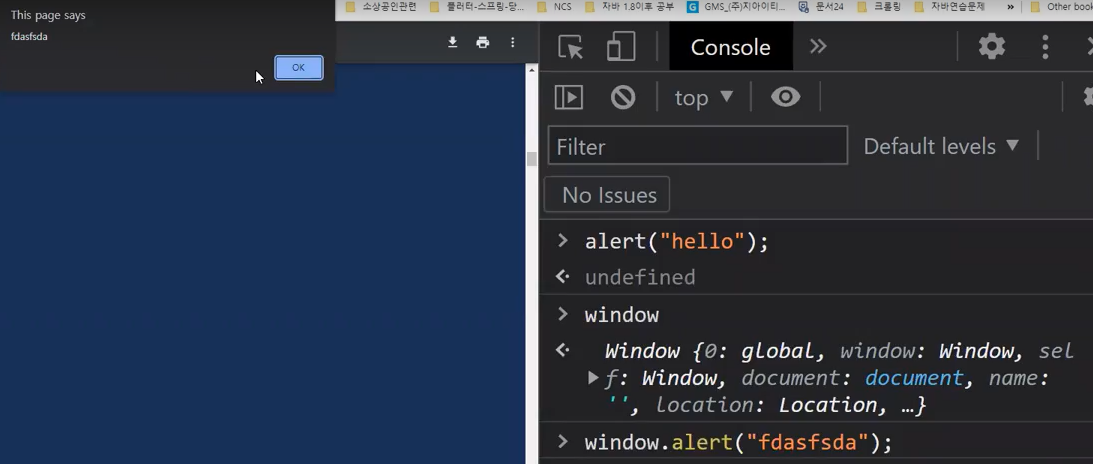 This page says
fdasfsda
OK
소상공인관련 플러터-스프링-당... NCS 자바 1.8이후 공부 GMS_(주)지아이티... 문서24 크롤링 자바연습문제 » Other book
Console »
top ▼
Filter Default levels ▼
No Issues
> alert("hello");
undefined
> window
Window {0: global, window: Window, sel
f: Window, document: document, name:
'', location: Location, …}
> window.alert("fdasfsda");